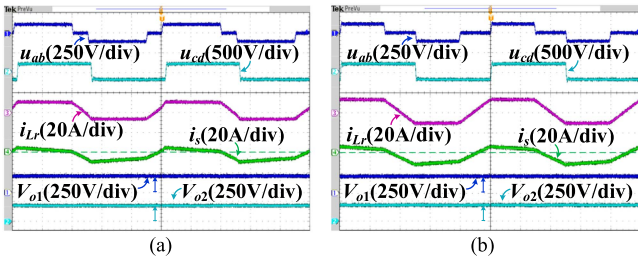 Tek PreVu
u_ab(250V/div) u_cd(500V/div)
i_Lr(20A/div) i_s(20A/div)
V_o1(250V/div) V_o2(250V/div)
(a)
Tek PreVu
u_ab(250V/div) u_cd(500V/div)
i_Lr(20A/div) i_s(20A/div)
V_o1(250V/div) V_o2(250V/div)
(b)